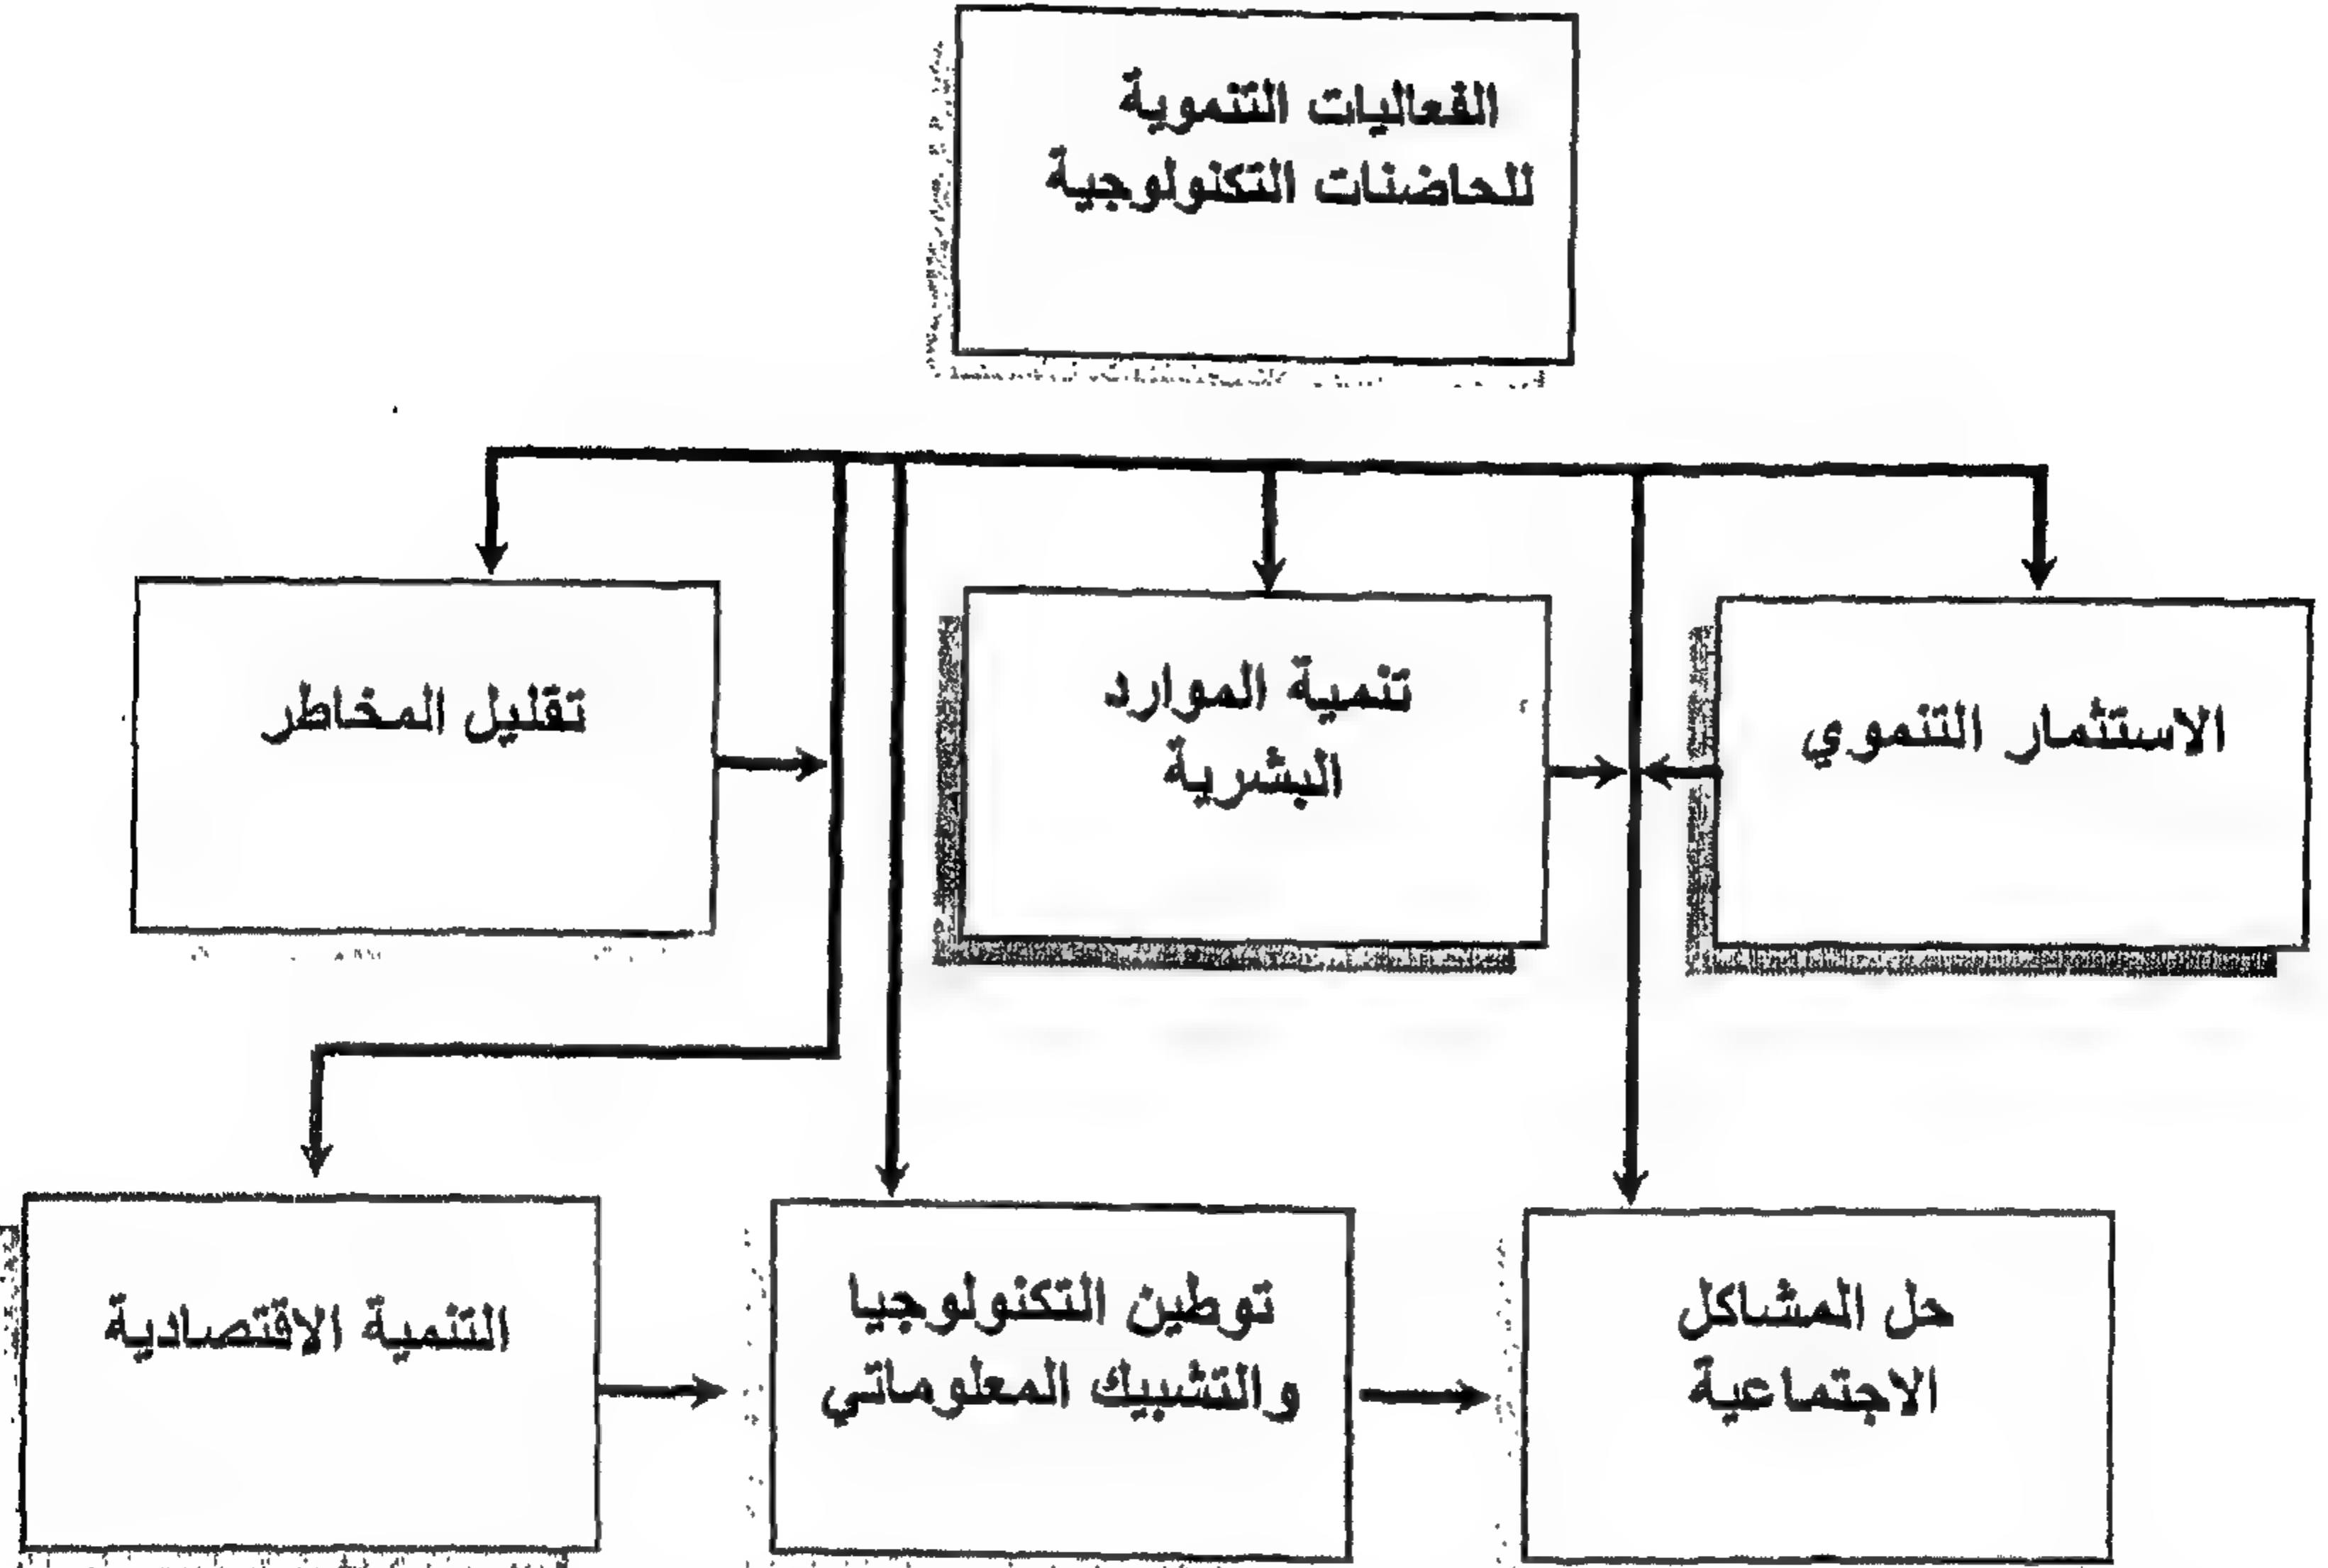 الفعاليات التنموية
للحاضنات التكنولوجية
الاستثمار التنموي
تنمية الموارد
البشرية
تقليل المخاطر
حل المشاكل
الاجتماعية
توطين التكنولوجيا
والتشبيك المعلوماتي
التنمية الاقتصادية